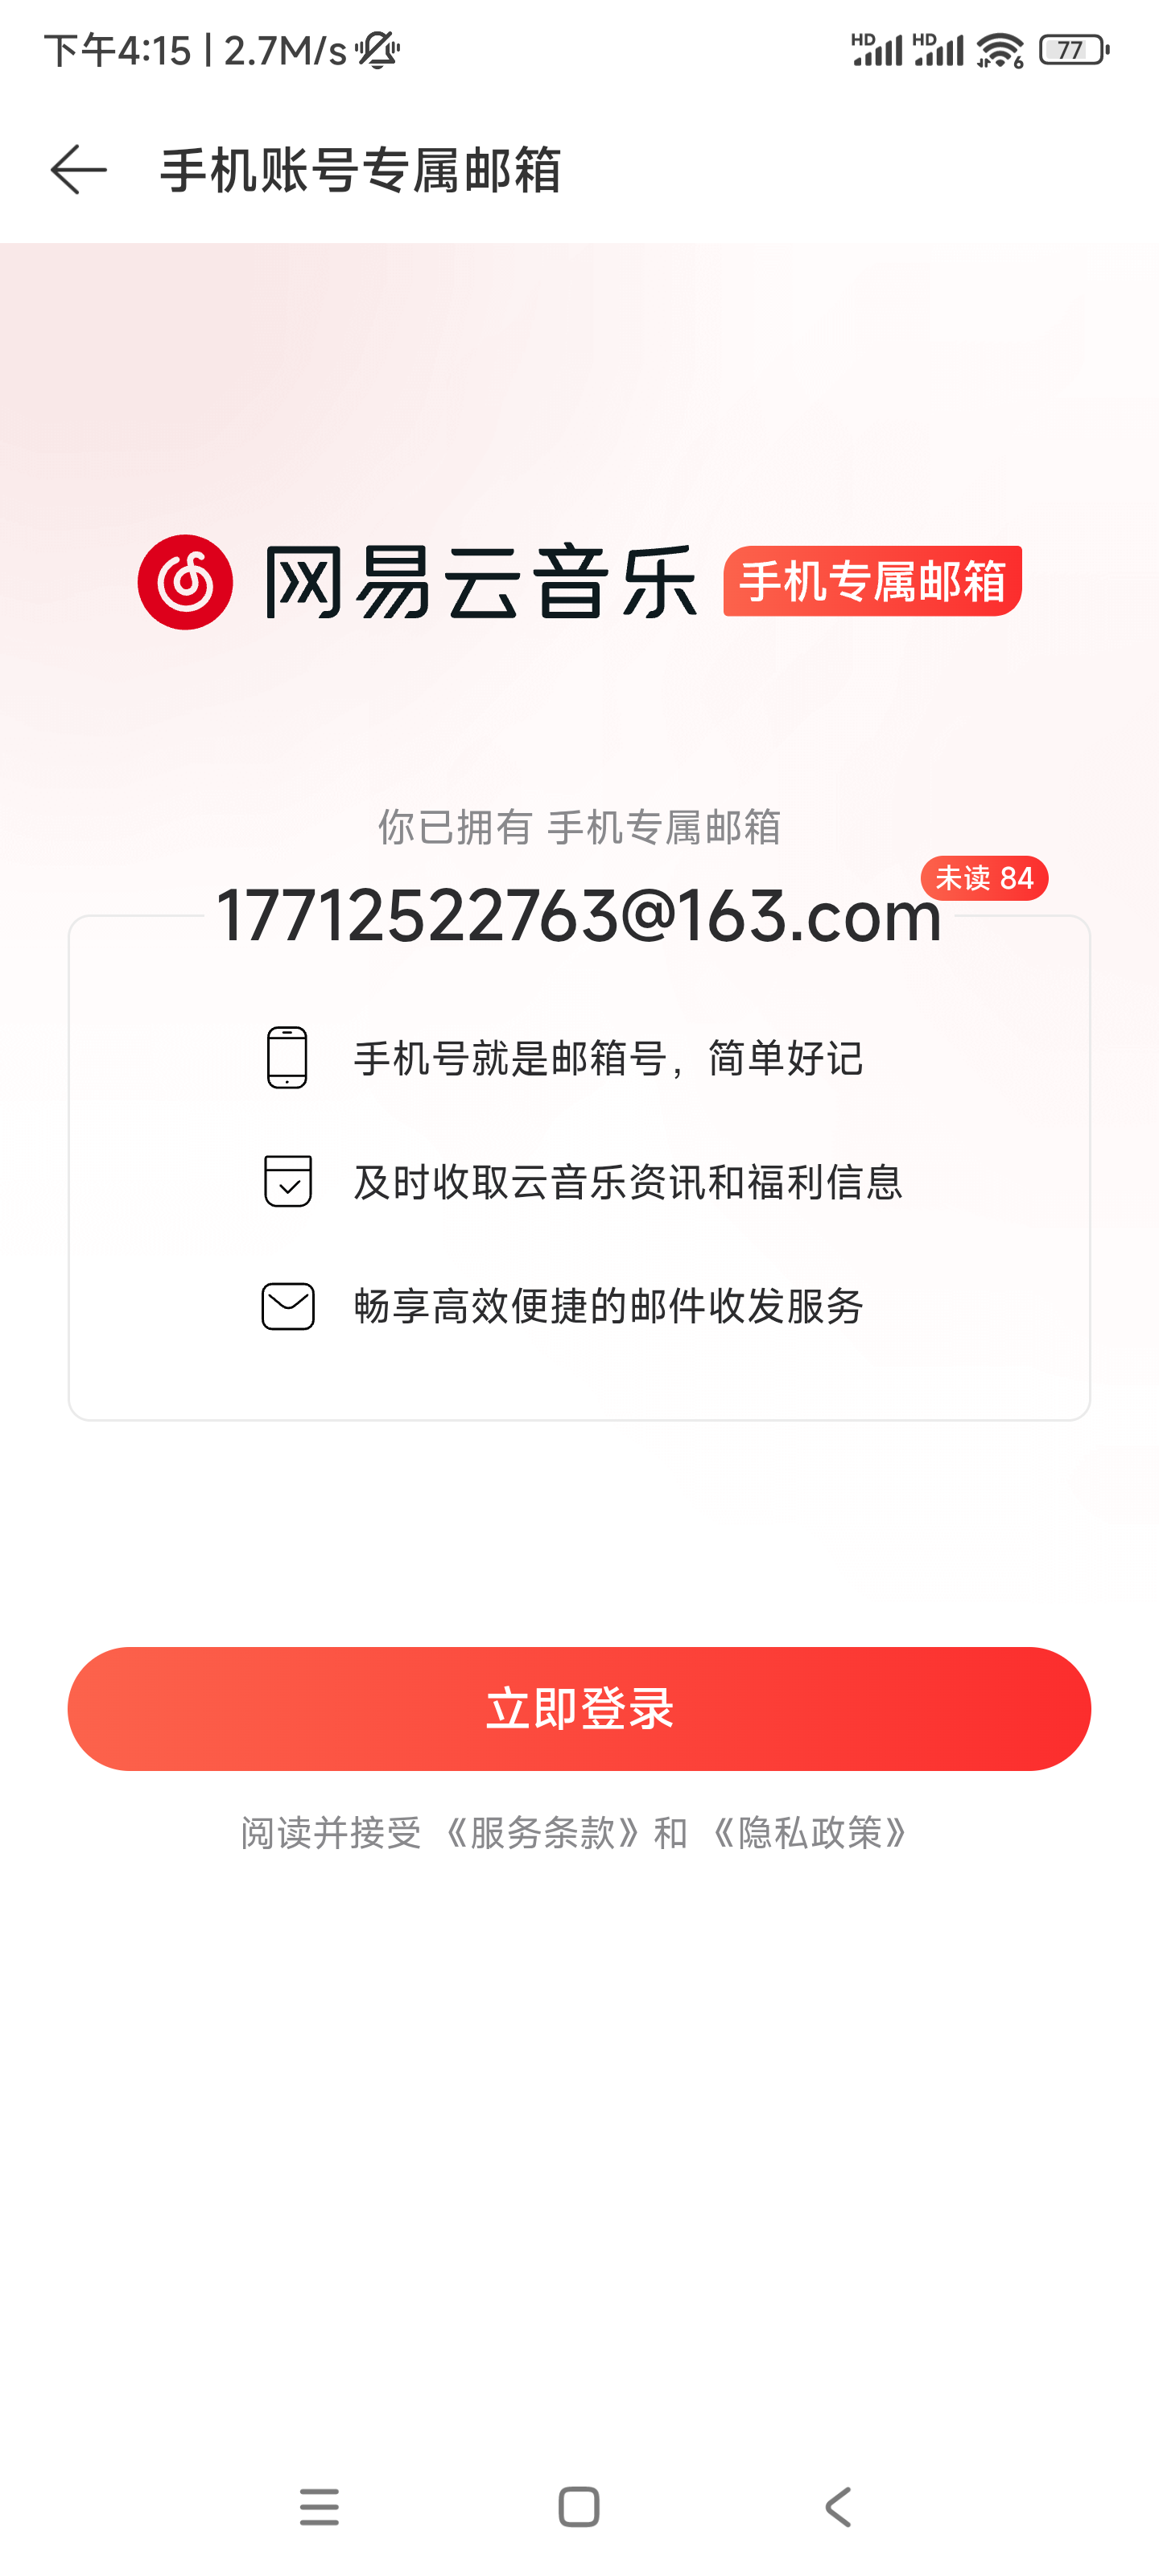 下午4:15 | 2.7M/s
HD HD 6 77
手机账号专属邮箱
网易云音乐 手机专属邮箱
你已拥有 手机专属邮箱
未读 84
17712522763@163.com
手机号就是邮箱号，简单好记
及时收取云音乐资讯和福利信息
畅享高效便捷的邮件收发服务
立即登录
阅读并接受《服务条款》和《隐私政策》